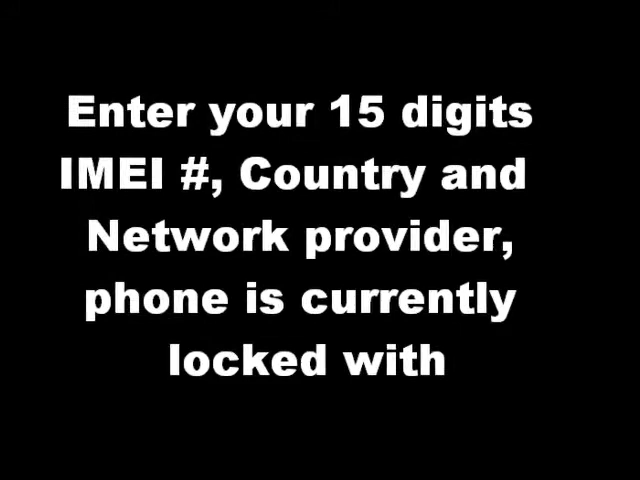 Enter your 15 digits
IMEI #, Country and
Network provider,
phone is currently
locked with